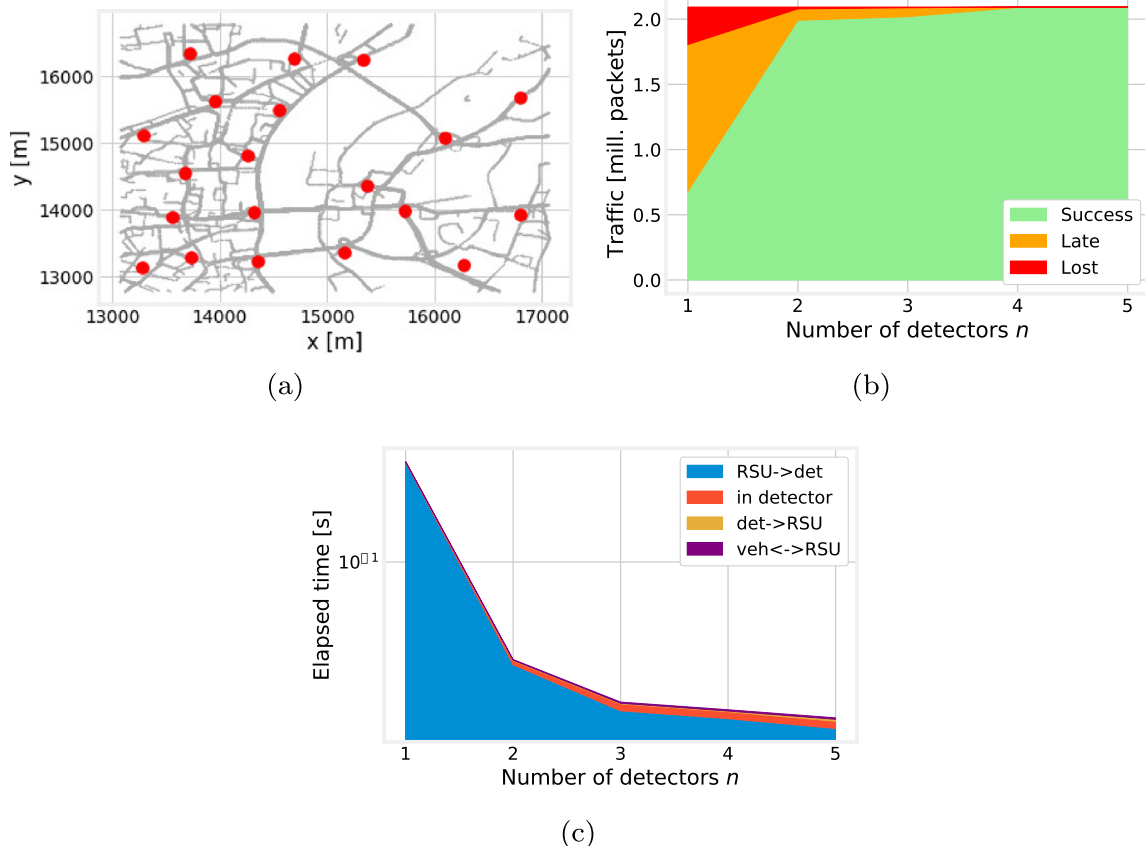 16000
15000
14000
13000
y [m]
13000 14000 15000 16000 17000
x [m]
(a)
2.0
1.5
1.0
0.5
0.0
Traffic [mill. packets]
Success
Late
Lost
1 2 3 4 5
Number of detectors n
(b)
RSU->det
in detector
det->RSU
veh<->RSU
10▯1
Elapsed time [s]
1 2 3 4 5
Number of detectors n
(c)